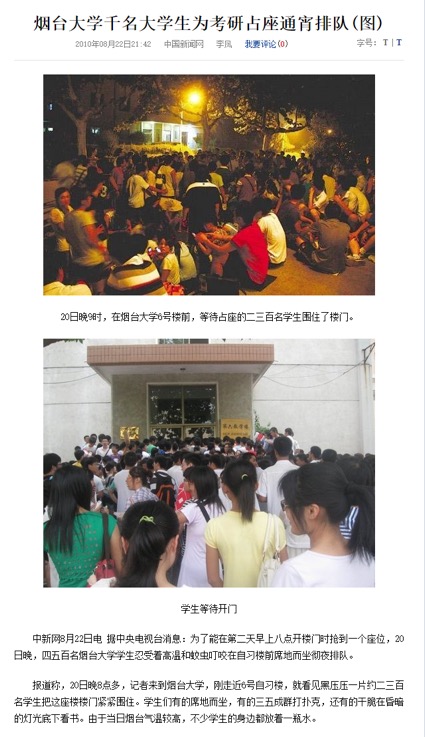 烟台大学千名大学生为考研占座通宵排队(图)
2010年08月22日21:42 中国新闻网 李凤 我要评论(0) 字号：T | T
20日晚9时，在烟台大学6号楼前，等待占座的二三百名学生围住了楼门。
学生等待开门
中新网8月22日电 据中央电视台消息：为了能在第二天早上八点开楼门时抢到一个座位，20
日晚，四五百名烟台大学学生忍受着高温和蚊虫叮咬在自习楼前席地而坐彻夜排队。
报道称，20日晚8点多，记者来到烟台大学，刚走近6号自习楼，就看见黑压压一片约二三百
名学生把这座楼楼门紧紧围住。学生们有的席地而坐，有的三五成群打扑克，还有的干脆在昏暗
的灯光底下看书。由于当日烟台气温较高，不少学生的身边都放着一瓶水。